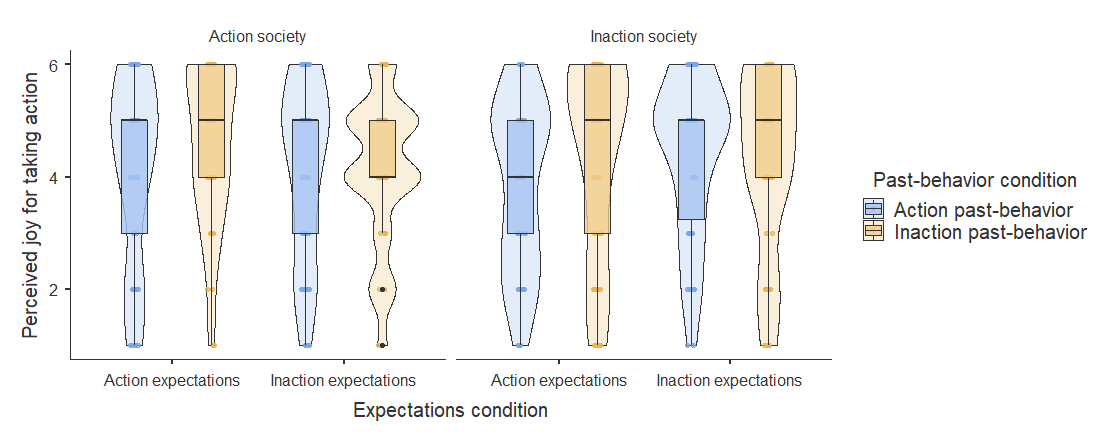 Action society
Inaction society
Perceived joy for taking action
6
4
2
Action expectations
Inaction expectations
Action expectations
Inaction expectations
Expectations condition
Past-behavior condition
Action past-behavior
Inaction past-behavior